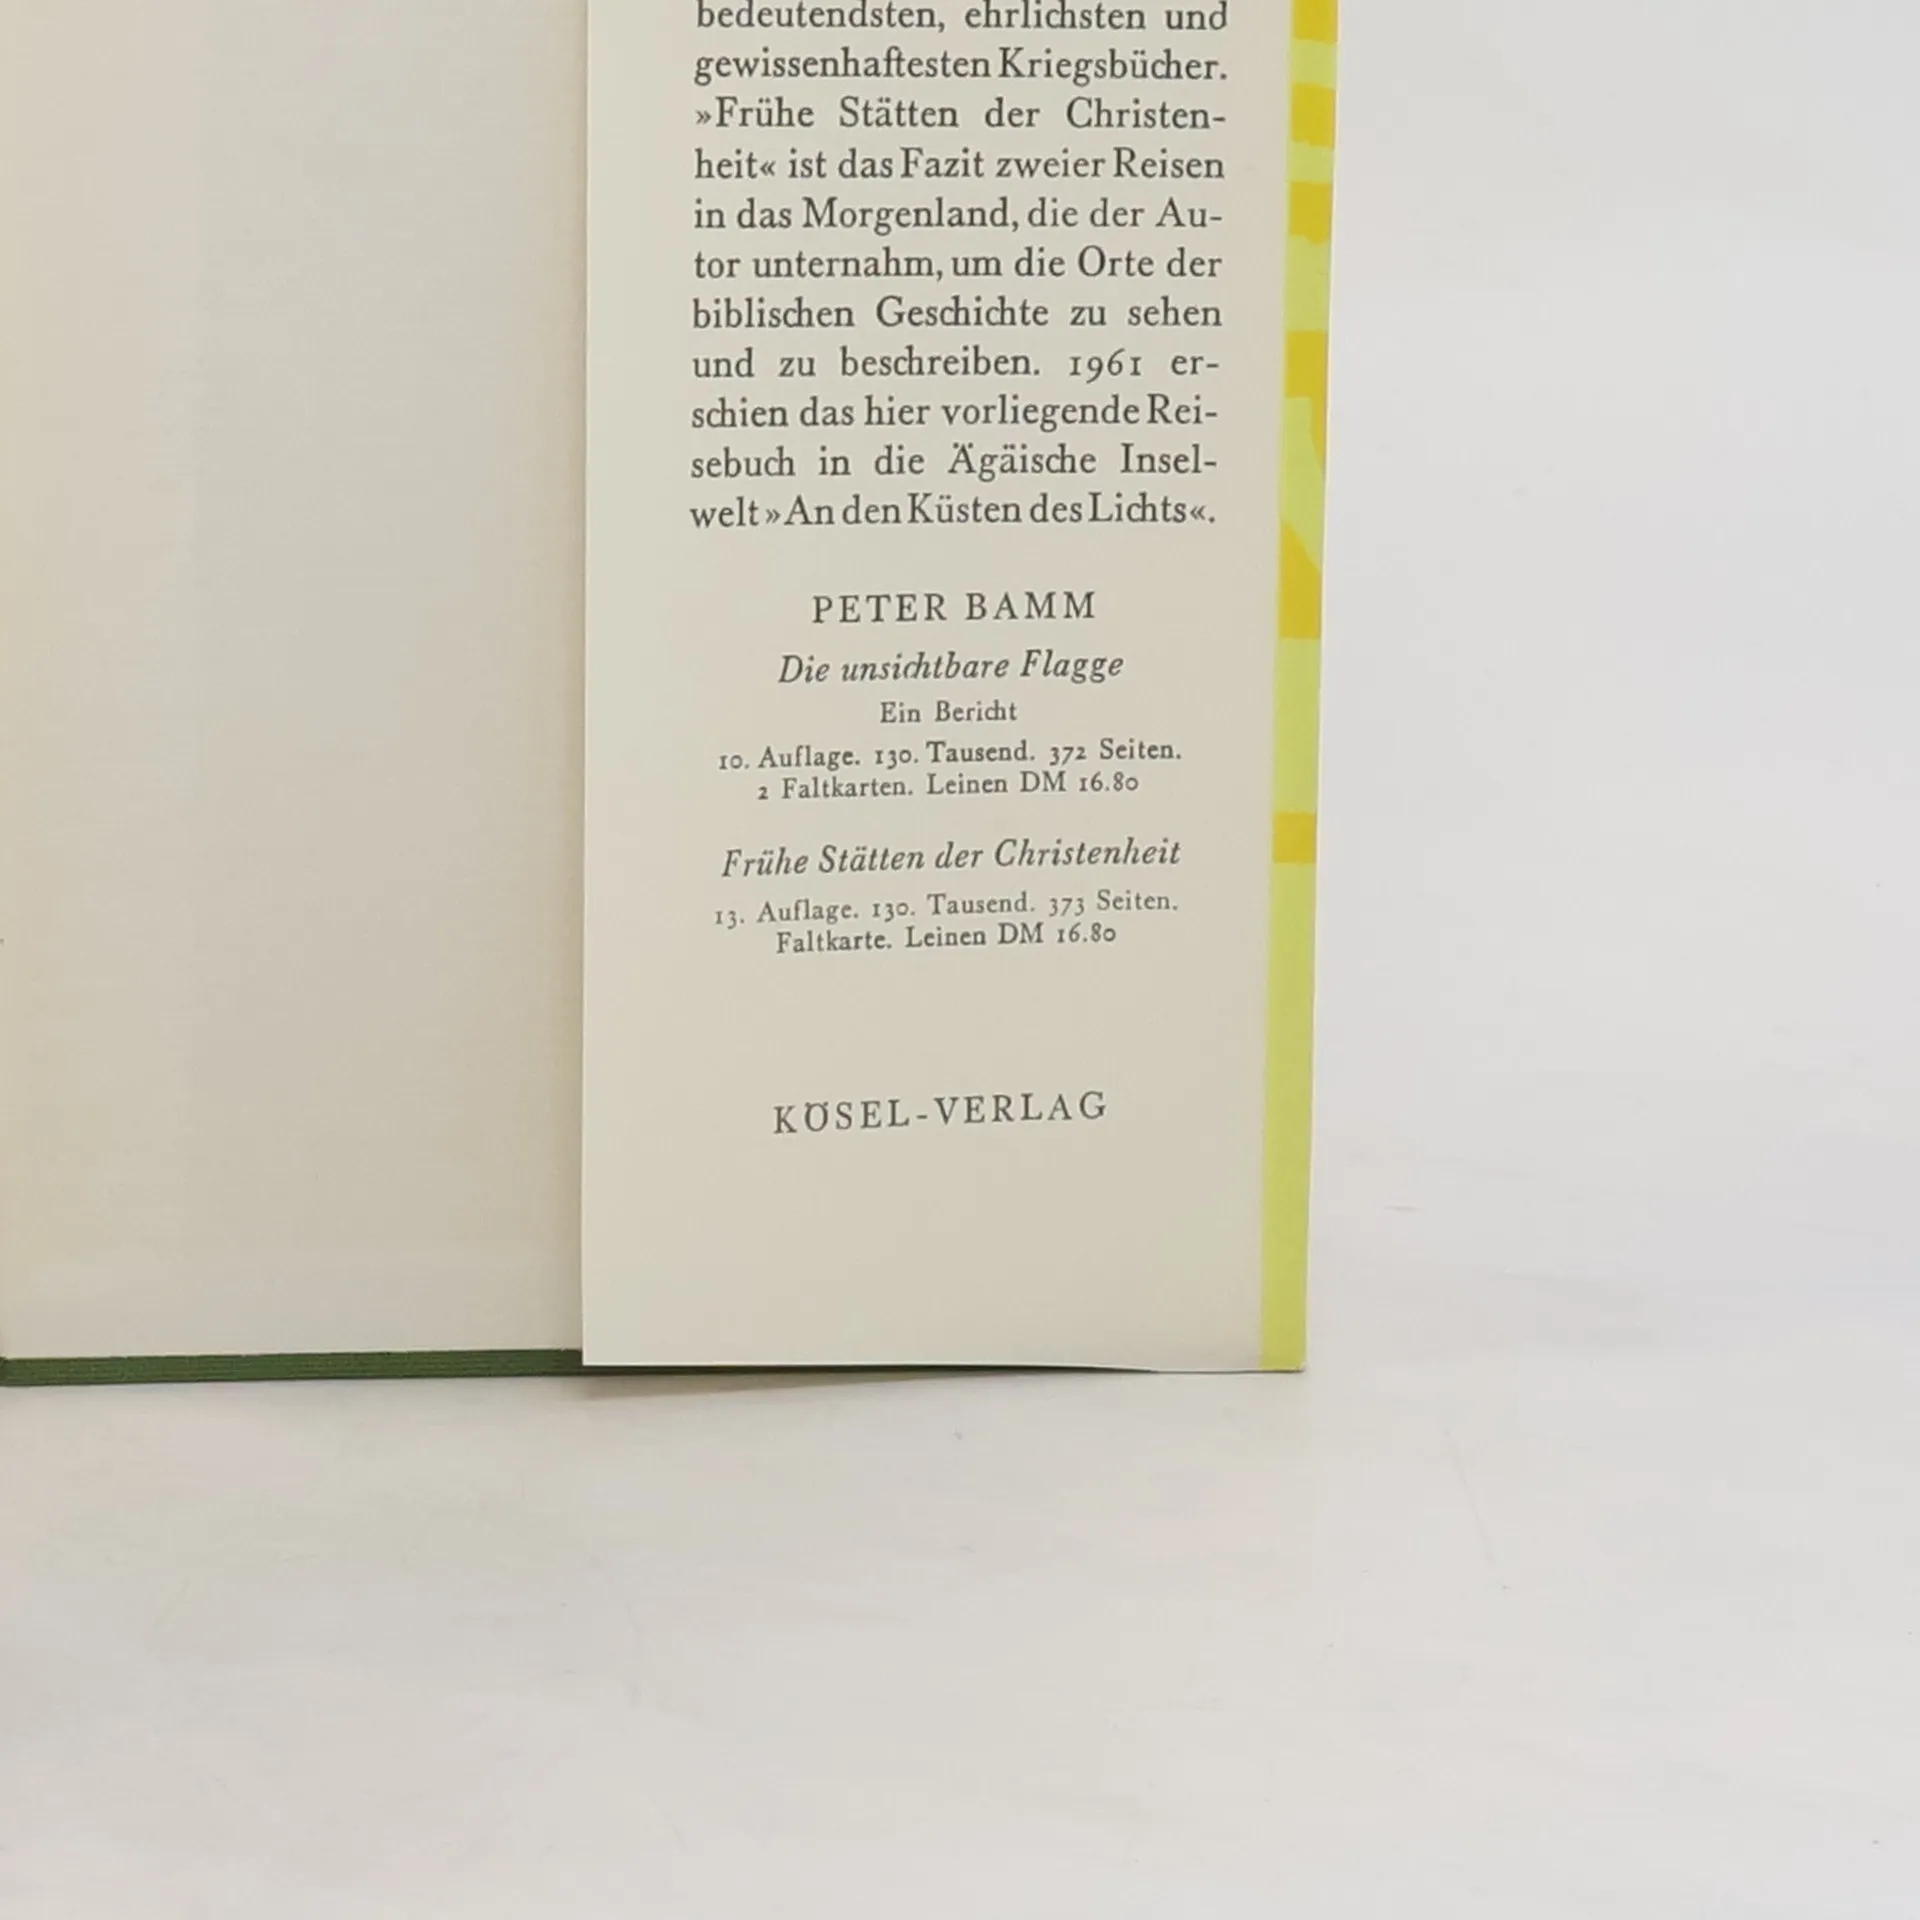 bedeutendsten, ehrlichsten und
gewissenhaftesten Kriegsbücher.
»Frühe Stätten der Christen-
heit« ist das Fazit zweier Reisen
in das Morgenland, die der Au-
tor unternahm, um die Orte der
biblischen Geschichte zu sehen
und zu beschreiben. 1961 er-
schien das hier vorliegende Rei-
sebuch in die Ägäische Insel-
welt »An den Küsten des Lichts«.
PETER BAMM
Die unsichtbare Flagge
Ein Bericht
10. Auflage. 130. Tausend. 372 Seiten.
2 Faltkarten. Leinen DM 16.80
Frühe Stätten der Christenheit
13. Auflage. 130. Tausend. 373 Seiten.
Faltkarte. Leinen DM 16.80
KÖSEL-VERLAG